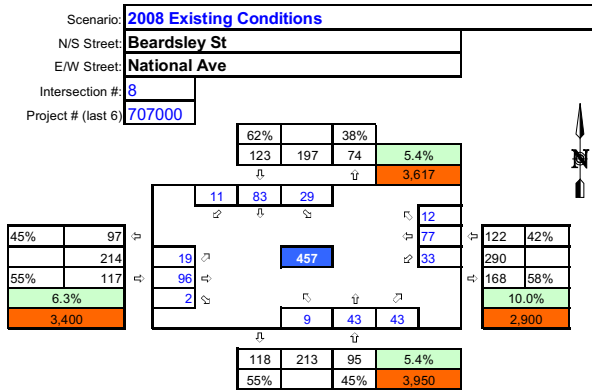 Scenario: 2008 Existing Conditions
N/S Street: Beardsley St
E/W Street: National Ave
Intersection #: 8
Project # (last 6) 707000
62% 38%
123 197 74 5.4%
⇩ ⇧ 3,617
N
11 83 29
12
45% 97 77 122 42%
214 19 457 33 290
55% 117 96 168 58%
6.3% 2 10.0%
3,400 9 43 43 2,900
118 213 95 5.4%
55% 45% 3,950